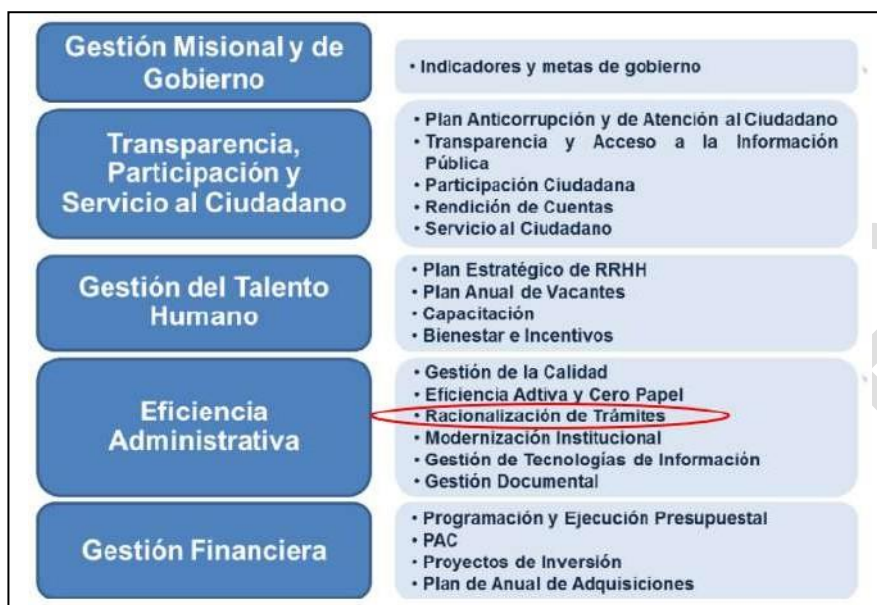 Gestión Misional y de
Gobierno
• Indicadores y metas de gobierno
Transparencia,
Participación y
Servicio al Ciudadano
• Plan Anticorrupción y de Atención al Ciudadano
• Transparencia y Acceso a la Información
Pública
• Participación Ciudadana
• Rendición de Cuentas
• Servicio al Ciudadano
Gestión del Talento
Humano
• Plan Estratégico de RRHH
• Plan Anual de Vacantes
• Capacitación
• Bienestar e Incentivos
Eficiencia
Administrativa
• Gestión de la Calidad
• Eficiencia Adtiva y Cero Papel
• Racionalización de Trámites
• Modernización Institucional
• Gestión de Tecnologías de Información
• Gestión Documental
Gestión Financiera
• Programación y Ejecución Presupuestal
• PAC
• Proyectos de Inversión
• Plan de Anual de Adquisiciones